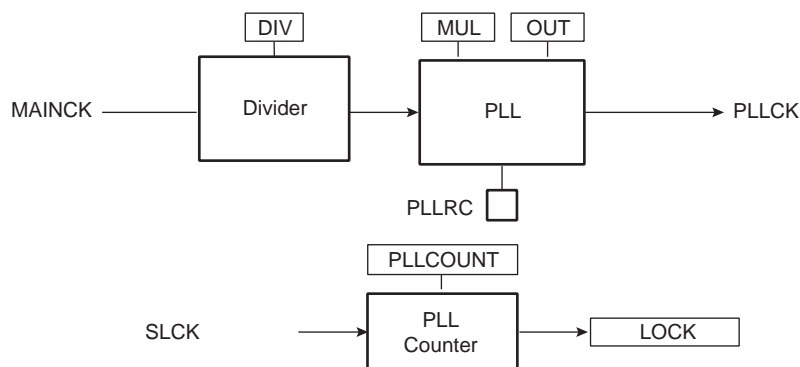 DIV
MUL
OUT
MAINCK
Divider
PLL
PLLCK
PLLRC
PLLCOUNT
SLCK
PLL
Counter
LOCK